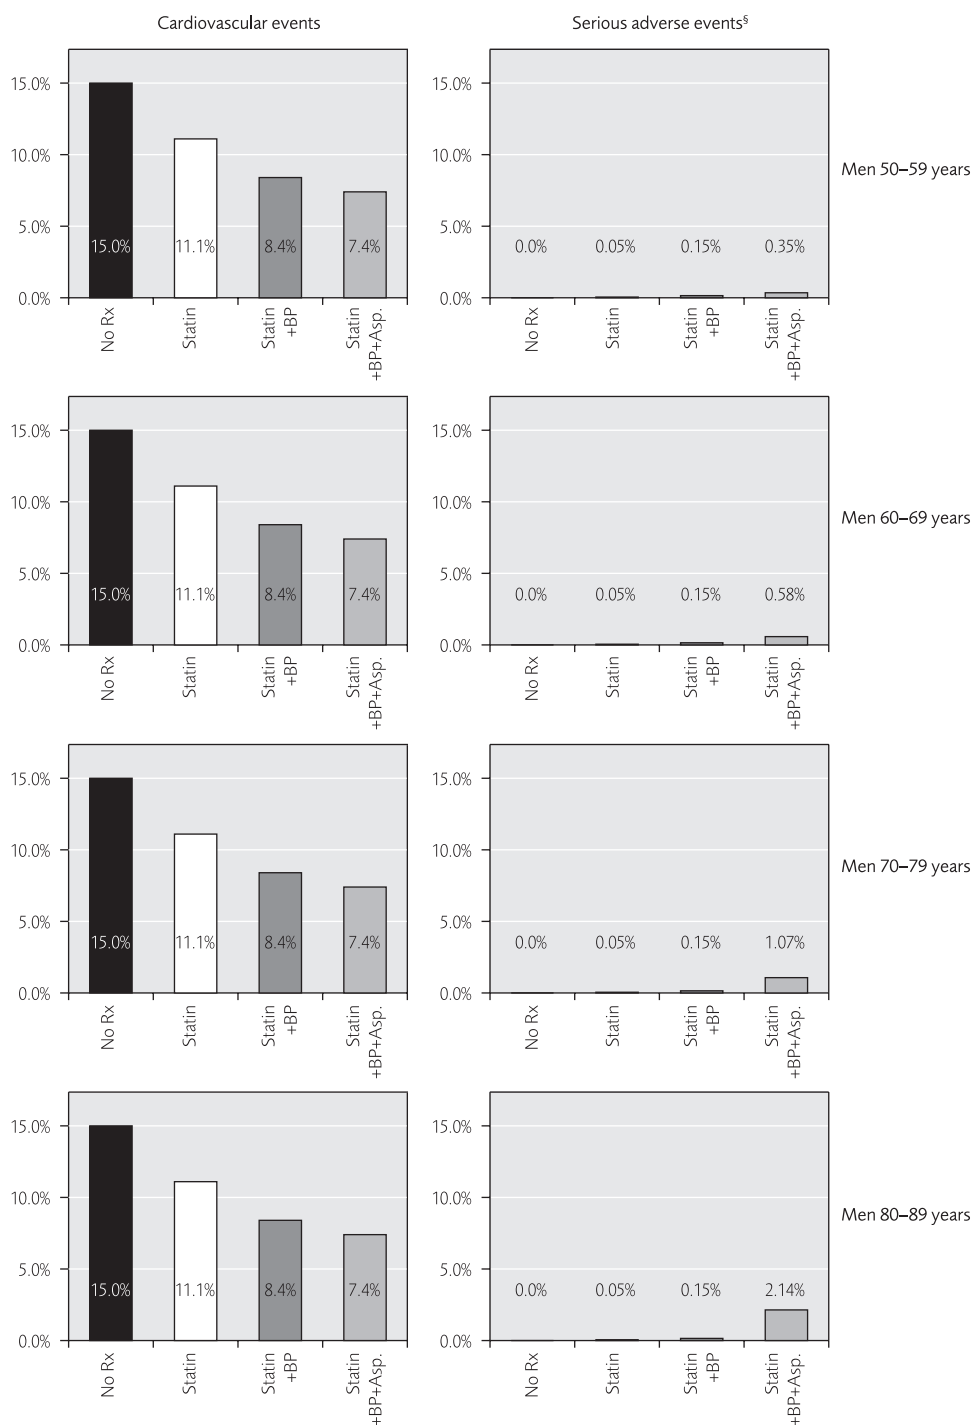 Cardiovascular events
Serious adverse events§
15.0%
10.0%
5.0%
0.0%
15.0%
11.1%
8.4%
7.4%
No Rx
Statin
Statin
+BP
Statin
+BP+Asp.
15.0%
10.0%
5.0%
0.0%
0.0%
0.05%
0.15%
0.35%
No Rx
Statin
Statin
+BP
Statin
+BP+Asp.
Men 50–59 years
15.0%
10.0%
5.0%
0.0%
15.0%
11.1%
8.4%
7.4%
No Rx
Statin
Statin
+BP
Statin
+BP+Asp.
15.0%
10.0%
5.0%
0.0%
0.0%
0.05%
0.15%
0.58%
No Rx
Statin
Statin
+BP
Statin
+BP+Asp.
Men 60–69 years
15.0%
10.0%
5.0%
0.0%
15.0%
11.1%
8.4%
7.4%
No Rx
Statin
Statin
+BP
Statin
+BP+Asp.
15.0%
10.0%
5.0%
0.0%
0.0%
0.05%
0.15%
1.07%
No Rx
Statin
Statin
+BP
Statin
+BP+Asp.
Men 70–79 years
15.0%
10.0%
5.0%
0.0%
15.0%
11.1%
8.4%
7.4%
No Rx
Statin
Statin
+BP
Statin
+BP+Asp.
15.0%
10.0%
5.0%
0.0%
0.0%
0.05%
0.15%
2.14%
No Rx
Statin
Statin
+BP
Statin
+BP+Asp.
Men 80–89 years